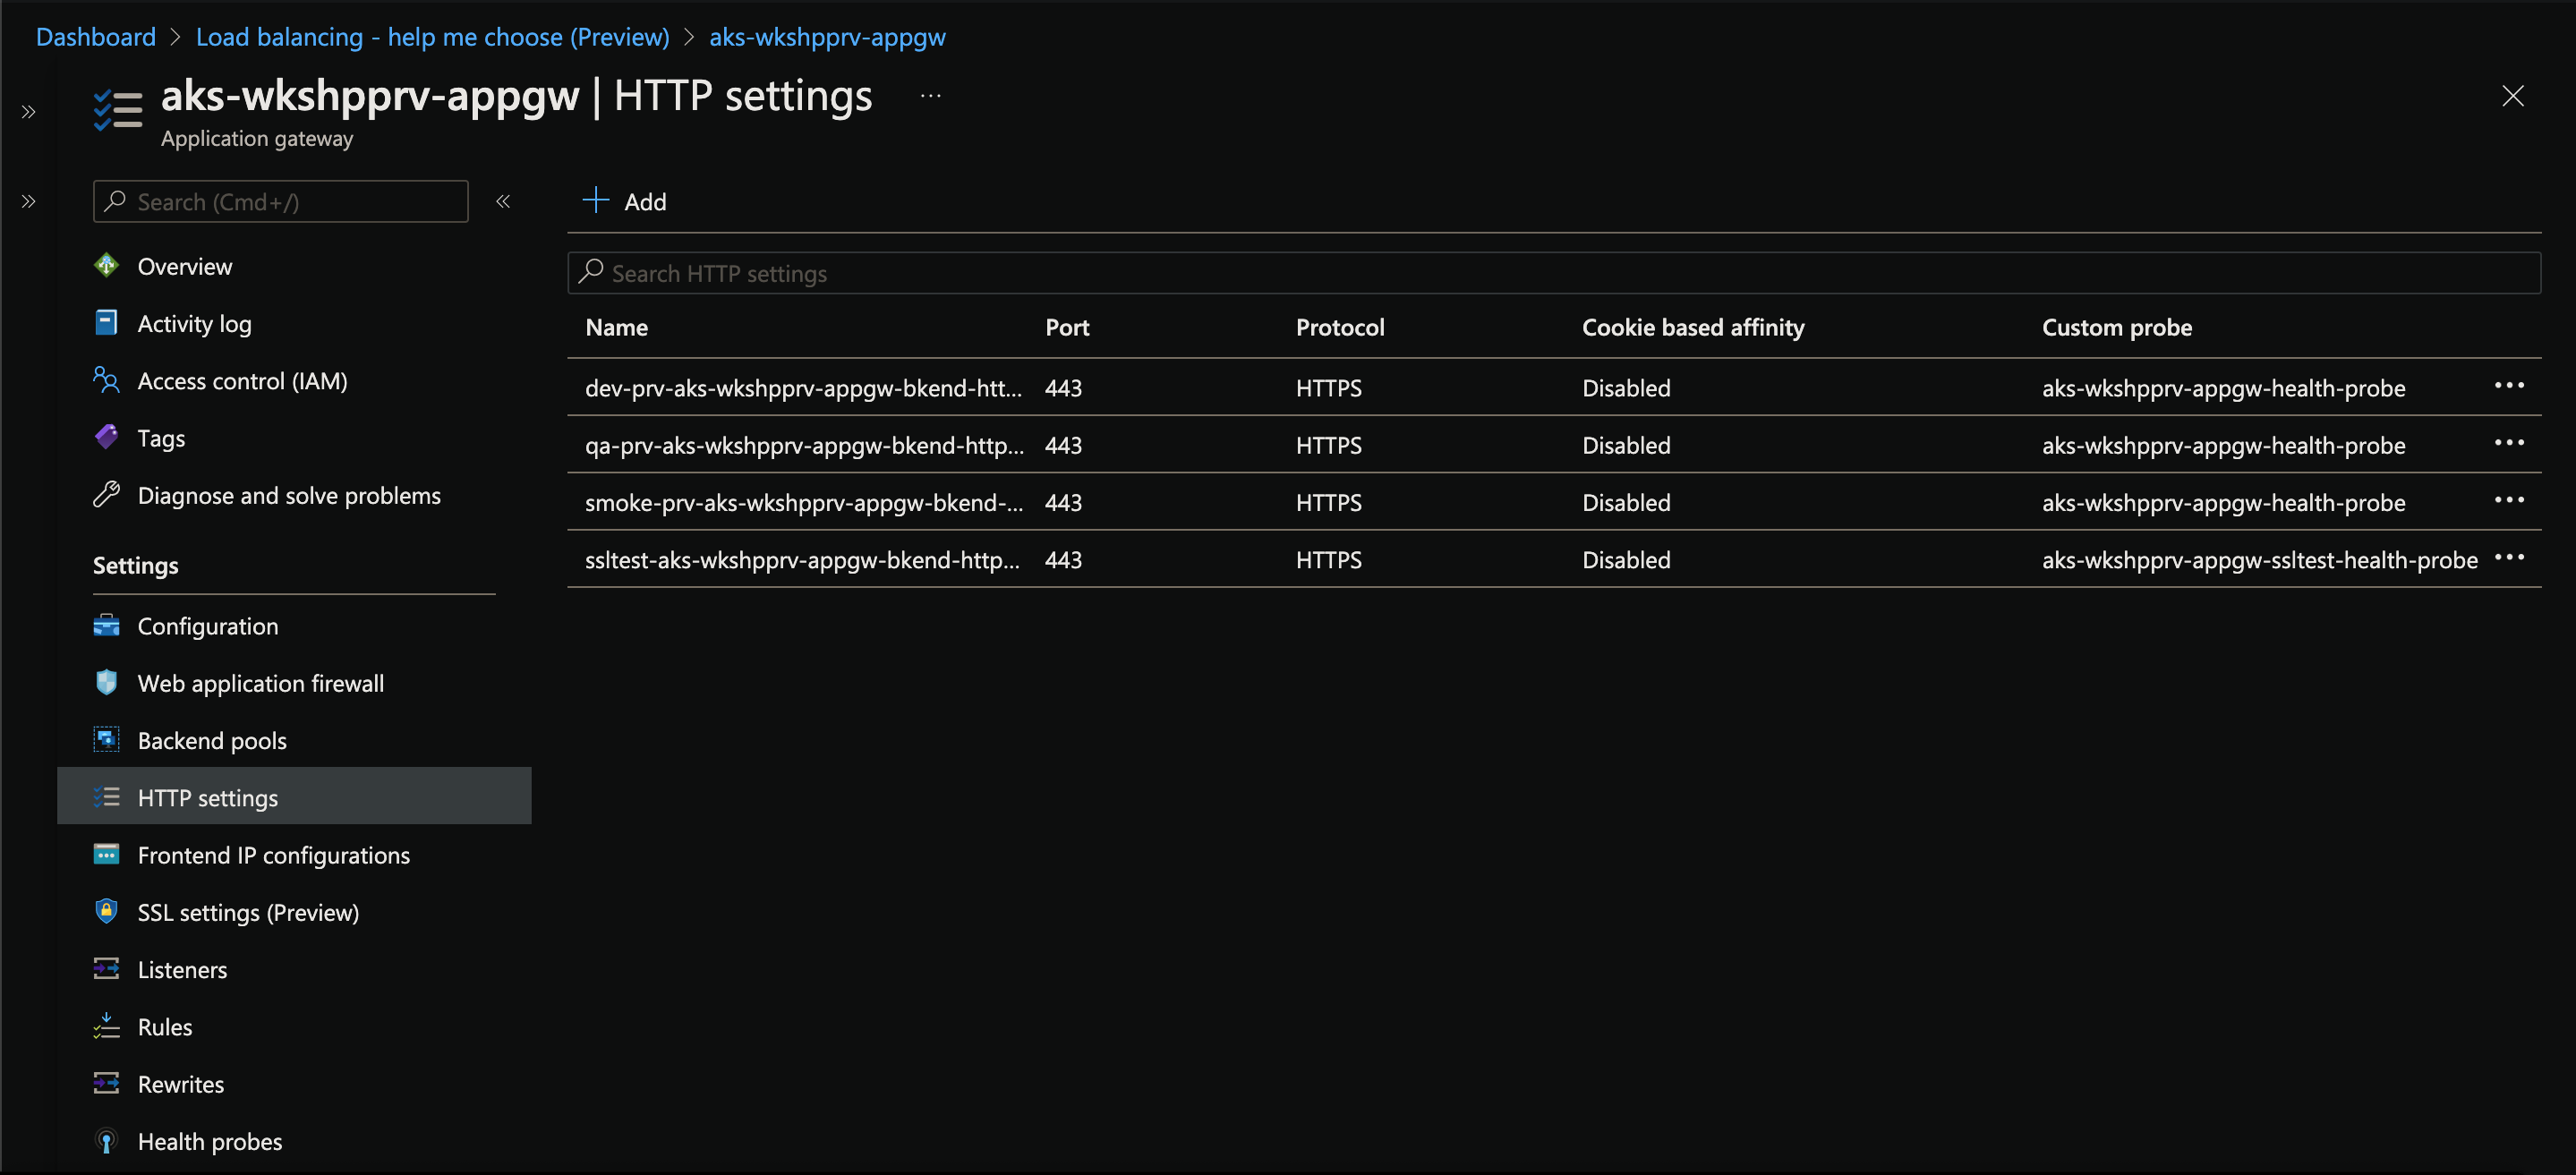 Dashboard > Load balancing - help me choose (Preview) > aks-wkshpprv-appgw
aks-wkshpprv-appgw | HTTP settings ...
Application gateway
Search (Cmd+/)
Overview
Activity log
Access control (IAM)
Tags
Diagnose and solve problems
Settings
Configuration
Web application firewall
Backend pools
HTTP settings
Frontend IP configurations
SSL settings (Preview)
Listeners
Rules
Rewrites
Health probes
Add
Search HTTP settings
Name Port Protocol Cookie based affinity Custom probe
dev-prv-aks-wkshpprv-appgw-bkend-htt... 443 HTTPS Disabled aks-wkshpprv-appgw-health-probe
qa-prv-aks-wkshpprv-appgw-bkend-http... 443 HTTPS Disabled aks-wkshpprv-appgw-health-probe
smoke-prv-aks-wkshpprv-appgw-bkend-... 443 HTTPS Disabled aks-wkshpprv-appgw-health-probe
ssltest-aks-wkshpprv-appgw-bkend-http... 443 HTTPS Disabled aks-wkshpprv-appgw-ssltest-health-probe